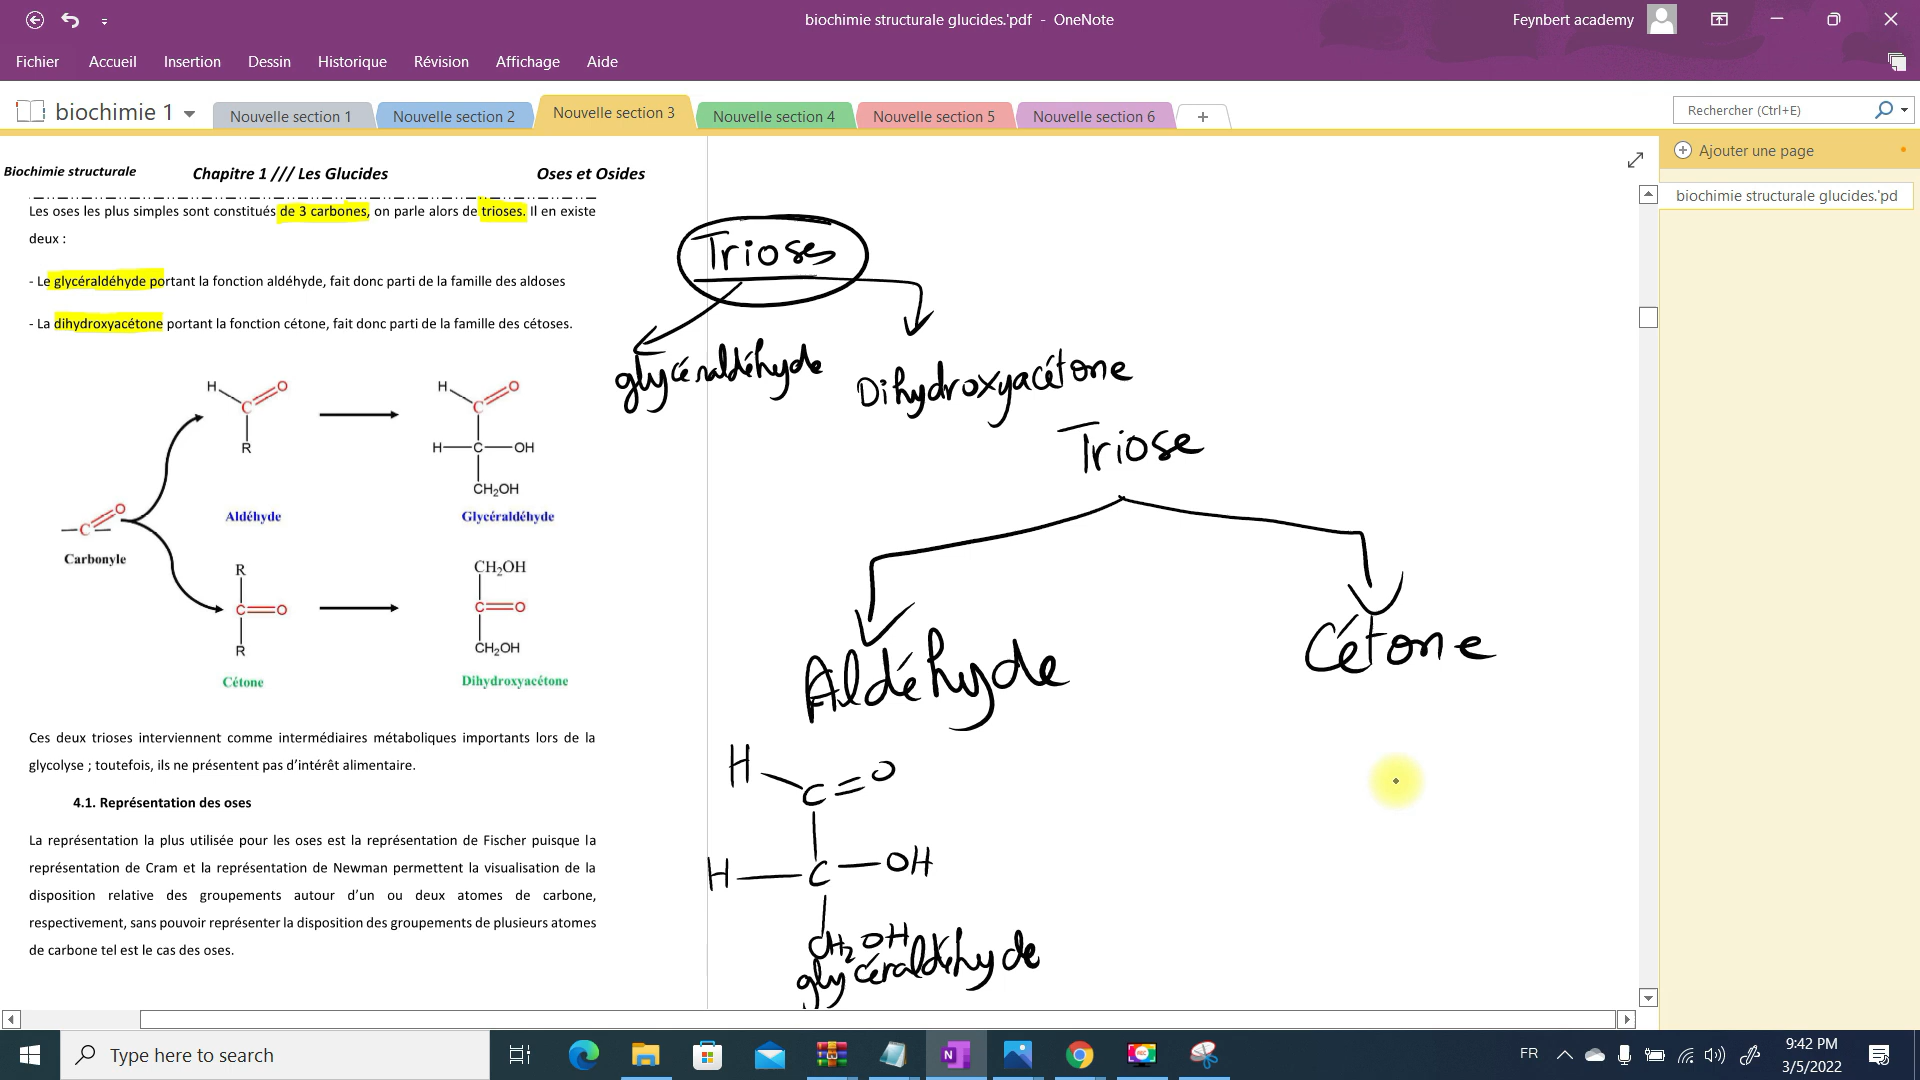 biochimie structurale glucides.'pdf - OneNote
Feynbert academy
Fichier Accueil Insertion Dessin Historique Révision Affichage Aide
biochimie 1
Nouvelle section 1 Nouvelle section 2 Nouvelle section 3 Nouvelle section 4 Nouvelle section 5 Nouvelle section 6 +
Rechercher (Ctrl+E)
Ajouter une page
biochimie structurale glucides.'pd
Biochimie structurale Chapitre 1 /// Les Glucides Oses et Osides
Les oses les plus simples sont constitués de 3 carbones, on parle alors de trioses. Il en existe
deux :
- Le glycéraldéhyde portant la fonction aldéhyde, fait donc parti de la famille des aldoses
- La dihydroxyacétone portant la fonction cétone, fait donc parti de la famille des cétoses.
H O H O
C C
R H C OH
CH2OH
Aldéhyde Glycéraldéhyde
C O
Carbonyle
R CH2OH
C O C O
R CH2OH
Cétone Dihydroxyacétone
Ces deux trioses interviennent comme intermédiaires métaboliques importants lors de la
glycolyse ; toutefois, ils ne présentent pas d'intérêt alimentaire.
4.1. Représentation des oses
La représentation la plus utilisée pour les oses est la représentation de Fischer puisque la
représentation de Cram et la représentation de Newman permettent la visualisation de la
disposition relative des groupements autour d'un ou deux atomes de carbone,
respectivement, sans pouvoir représenter la disposition des groupements de plusieurs atomes
de carbone tel est le cas des oses.
Trioses
glycéraldéhyde Dihydroxyacétone
Triose
Aldéhyde Cétone
H C = O
H C OH
CH2 OH
glycéraldéhyde
Type here to search
FR
9:42 PM
3/5/2022